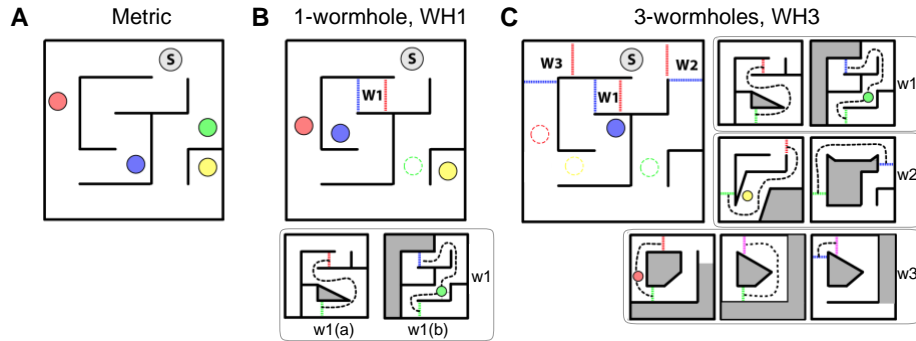 A Metric
B 1-wormhole, WH1
C 3-wormholes, WH3
S
S
W1
S
W3
W2
W1
w1
w2
w3
w1
w1(a)
w1(b)